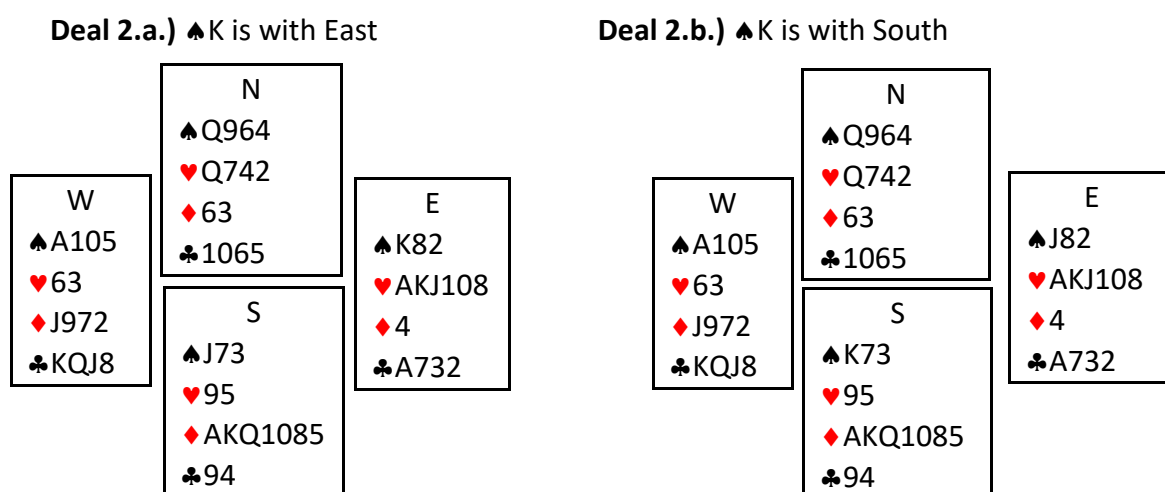 Deal 2.a.) ♠K is with East
N
♠Q964
♥Q742
♦63
♣1065
W
♠A105
♥63
♦J972
♣KQJ8
E
♠K82
♥AKJ108
♦4
♣A732
S
♠J73
♥95
♦AKQ1085
♣94
Deal 2.b.) ♠K is with South
N
♠Q964
♥Q742
♦63
♣1065
W
♠A105
♥63
♦J972
♣KQJ8
E
♠J82
♥AKJ108
♦4
♣A732
S
♠K73
♥95
♦AKQ1085
♣94